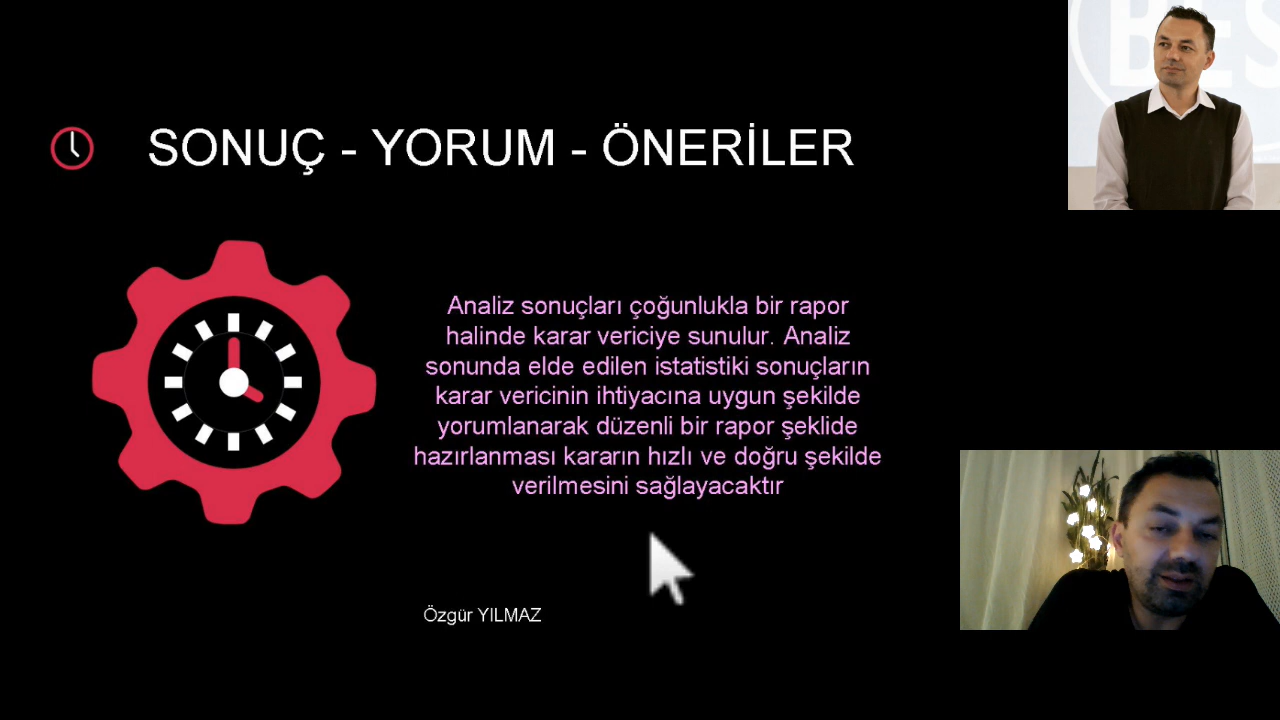 SONUÇ - YORUM - ÖNERİLER
Analiz sonuçları çoğunlukla bir rapor
halinde karar vericiye sunulur. Analiz
sonunda elde edilen istatistiki sonuçların
karar vericinin ihtiyacına uygun şekilde
yorumlanarak düzenli bir rapor şeklide
hazırlanması kararın hızlı ve doğru şekilde
verilmesini sağlayacaktır
Özgür YILMAZ